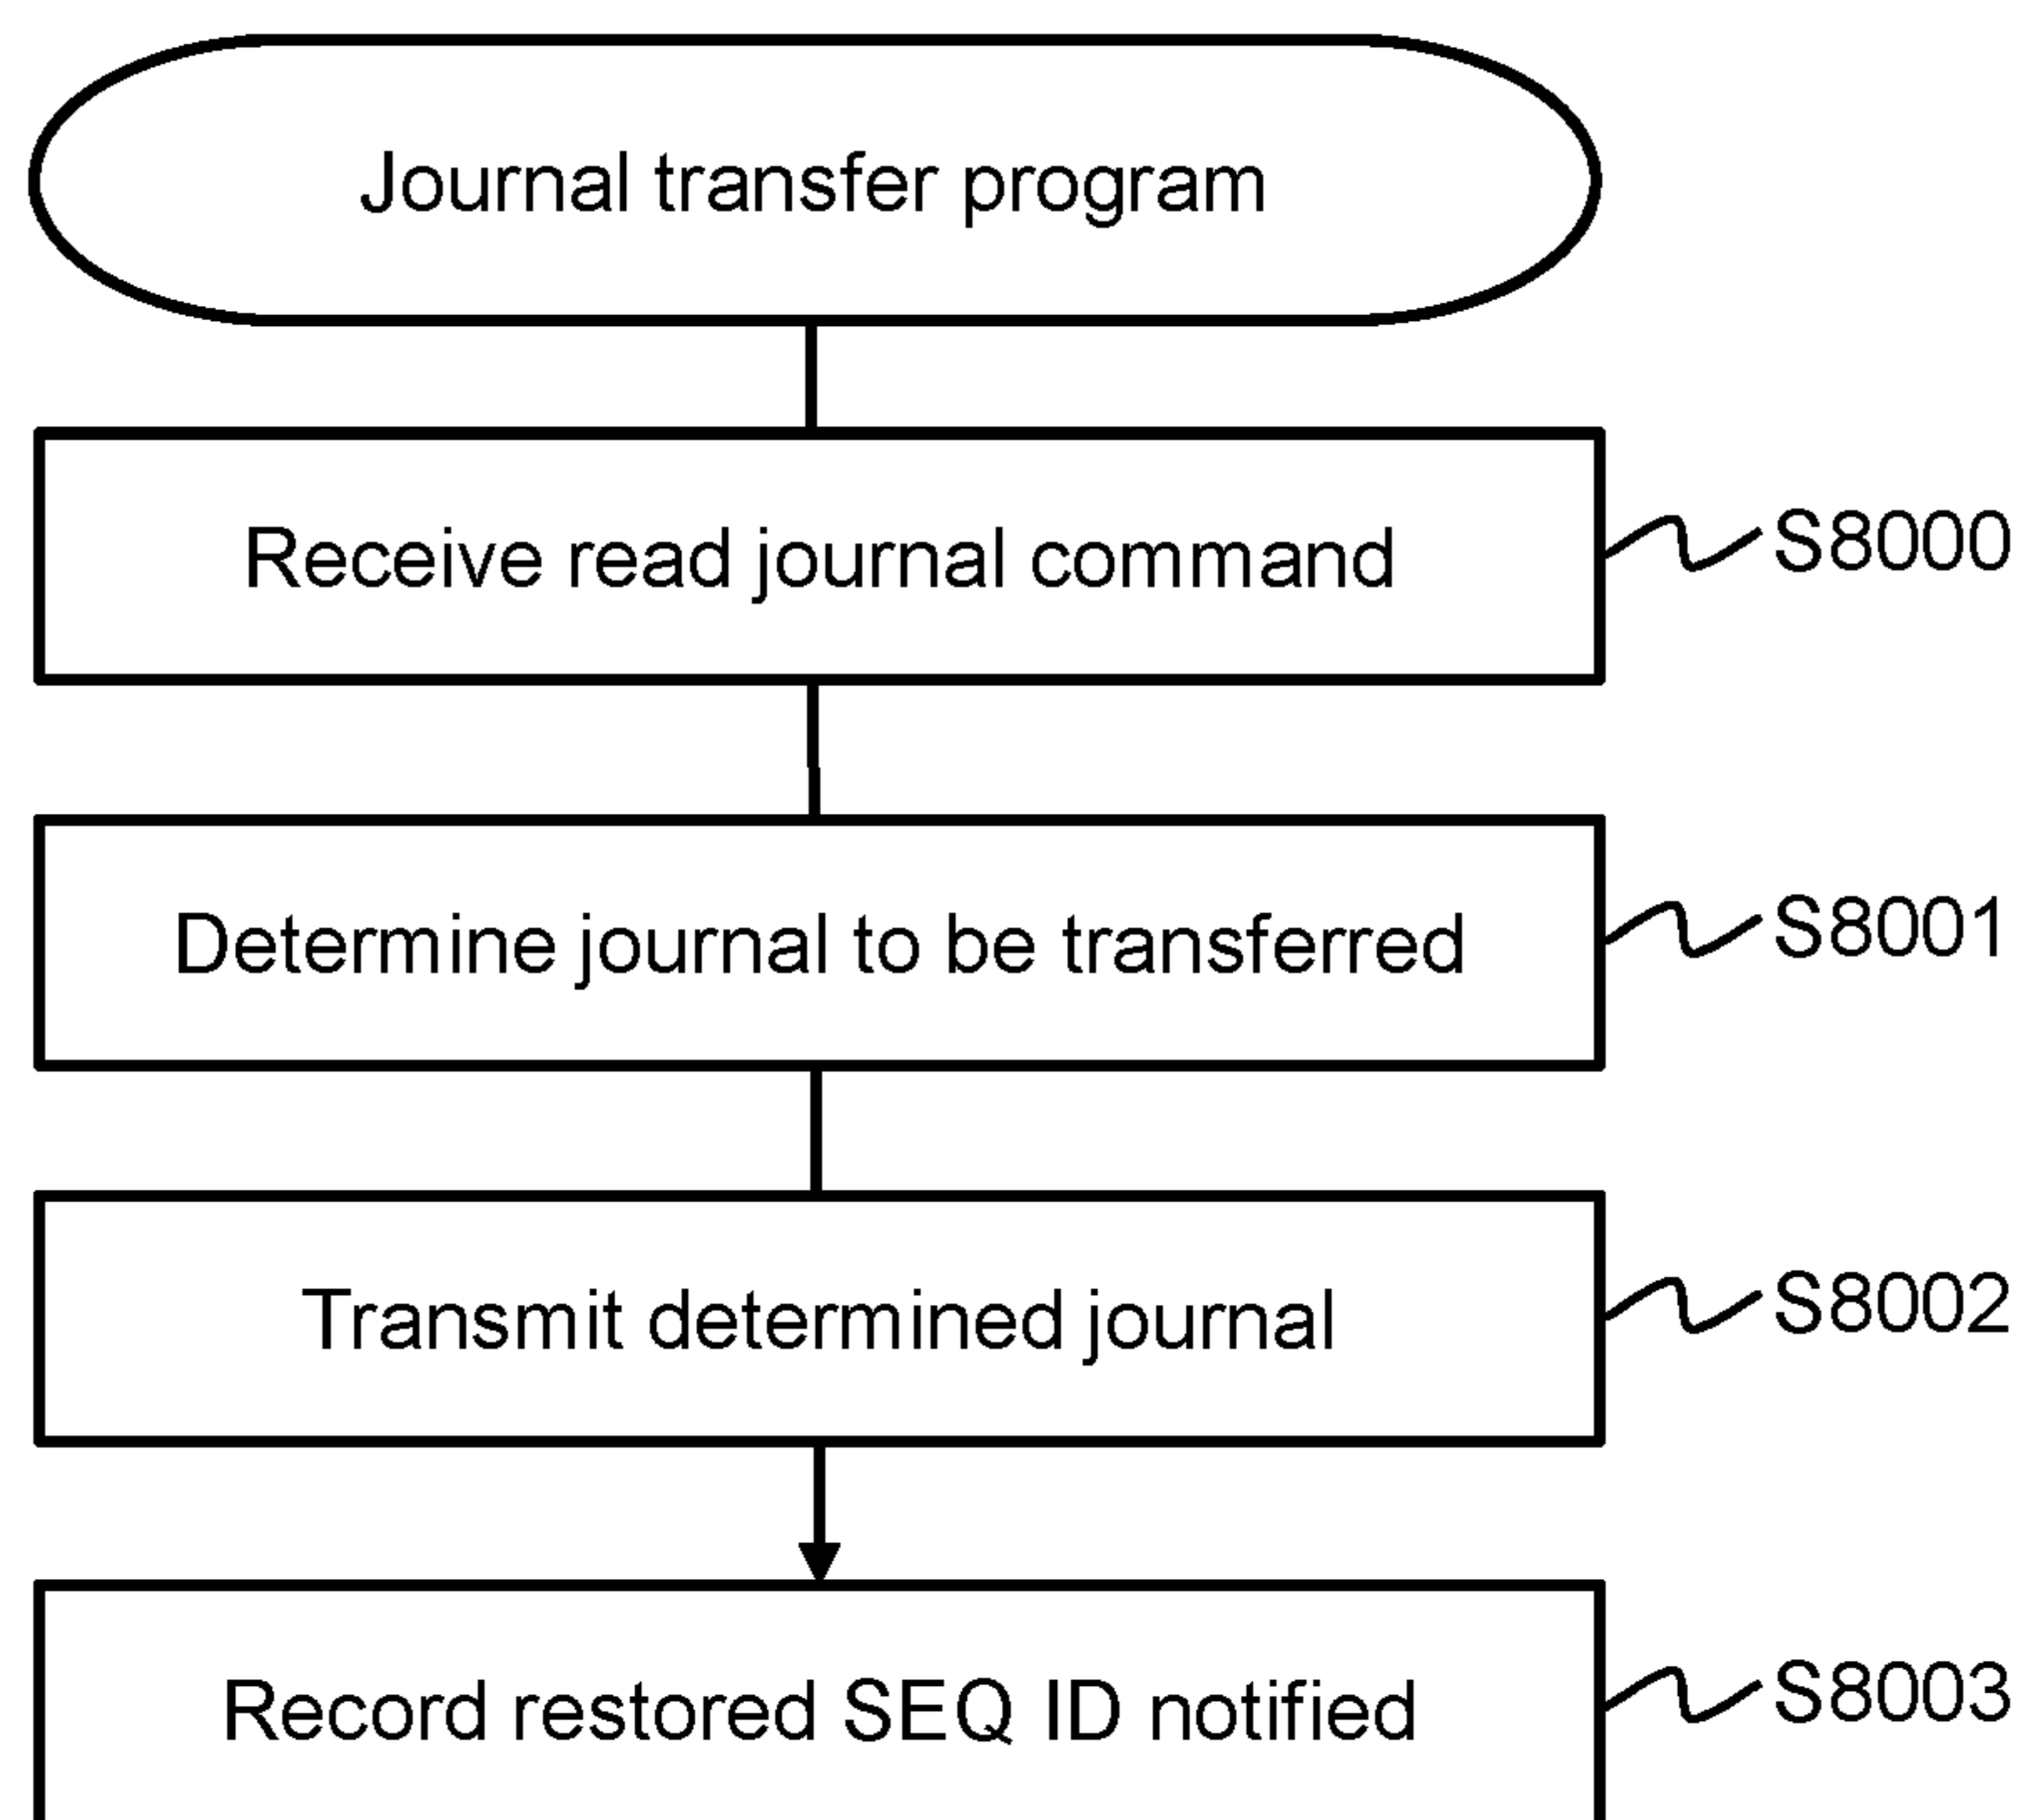 Journal transfer program
Receive read journal command
S8000
Determine journal to be transferred
S8001
Transmit determined journal
S8002
Record restored SEQ ID notified
S8003